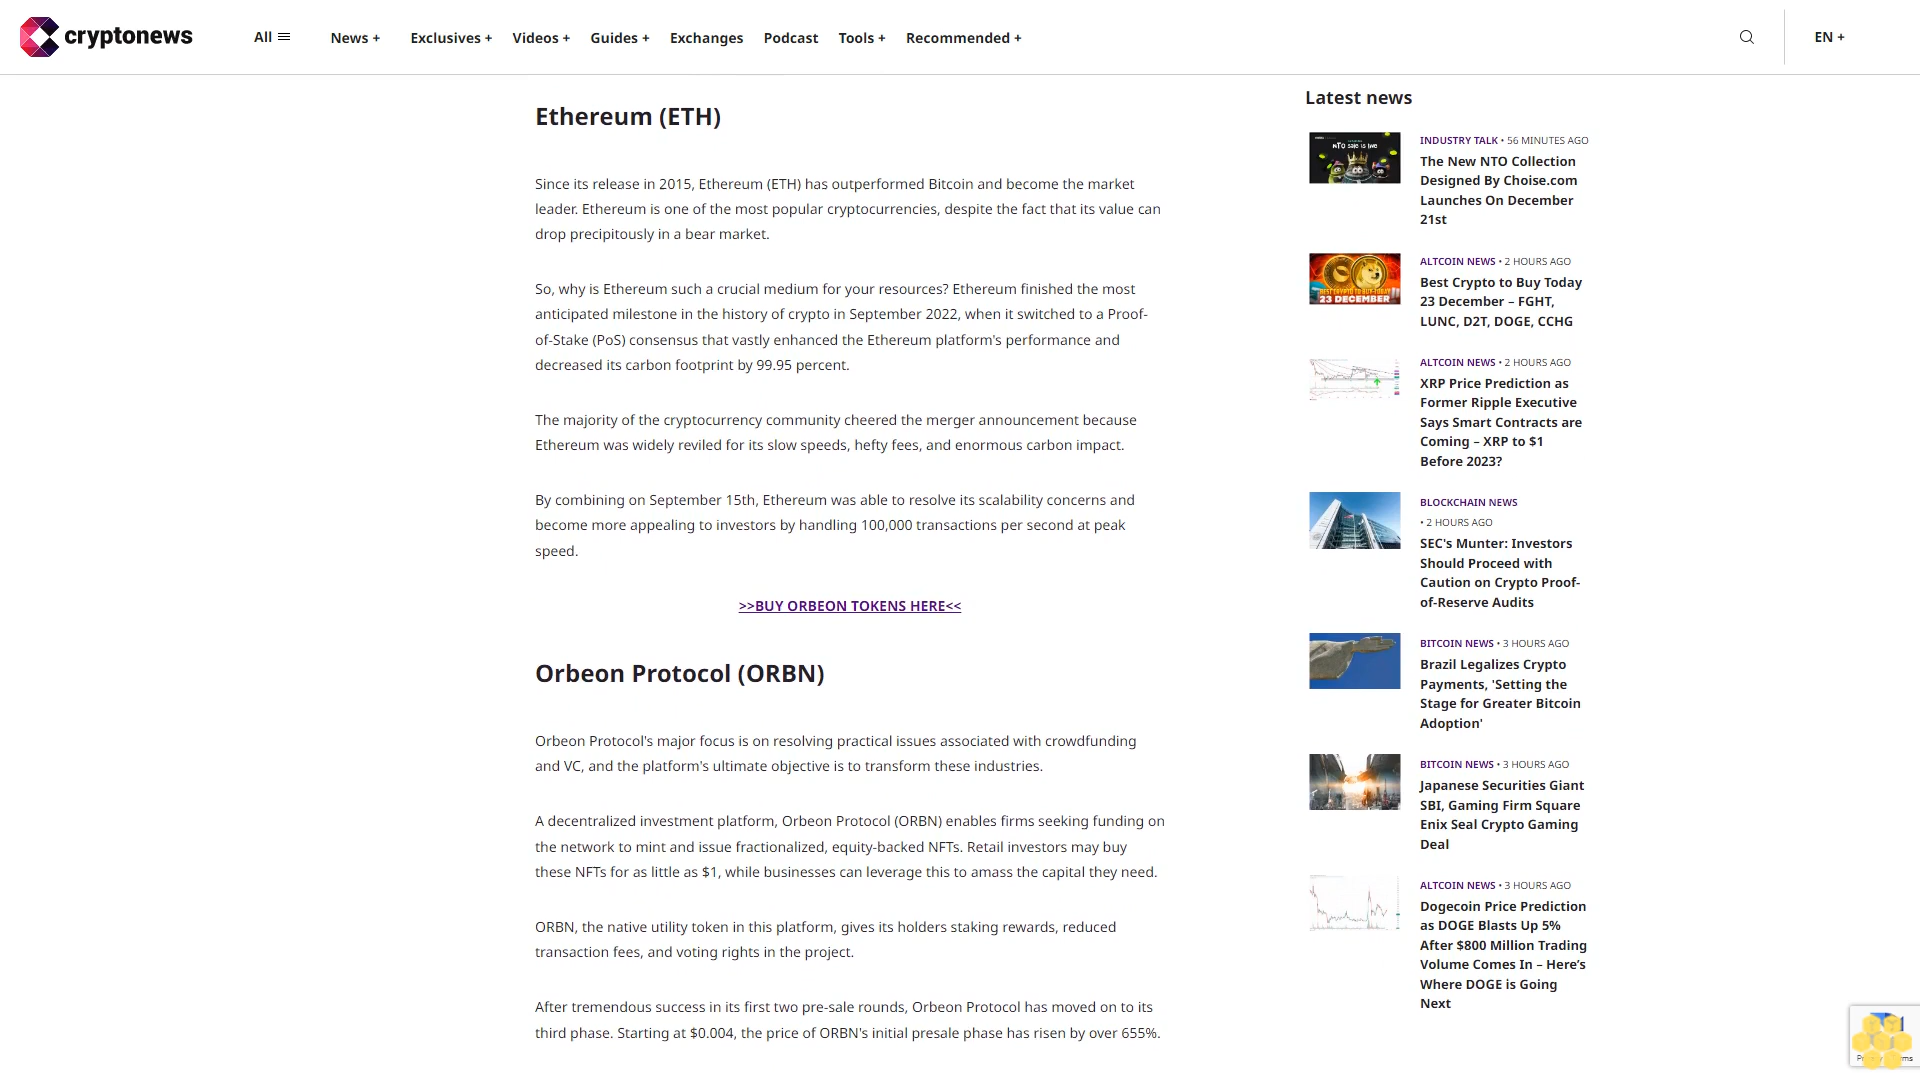 cryptonews
All
News +
Exclusives +
Videos +
Guides +
Exchanges
Podcast
Tools +
Recommended +
EN +
Ethereum (ETH)
Since its release in 2015, Ethereum (ETH) has outperformed Bitcoin and become the market
leader. Ethereum is one of the most popular cryptocurrencies, despite the fact that its value can
drop precipitously in a bear market.
So, why is Ethereum such a crucial medium for your resources? Ethereum finished the most
anticipated milestone in the history of crypto in September 2022, when it switched to a Proof-
of-Stake (PoS) consensus that vastly enhanced the Ethereum platform's performance and
decreased its carbon footprint by 99.95 percent.
The majority of the cryptocurrency community cheered the merger announcement because
Ethereum was widely reviled for its slow speeds, hefty fees, and enormous carbon impact.
By combining on September 15th, Ethereum was able to resolve its scalability concerns and
become more appealing to investors by handling 100,000 transactions per second at peak
speed.
>>BUY ORBEON TOKENS HERE<<
Orbeon Protocol (ORBN)
Orbeon Protocol's major focus is on resolving practical issues associated with crowdfunding
and VC, and the platform's ultimate objective is to transform these industries.
A decentralized investment platform, Orbeon Protocol (ORBN) enables firms seeking funding on
the network to mint and issue fractionalized, equity-backed NFTs. Retail investors may buy
these NFTs for as little as $1, while businesses can leverage this to amass the capital they need.
ORBN, the native utility token in this platform, gives its holders staking rewards, reduced
transaction fees, and voting rights in the project.
After tremendous success in its first two pre-sale rounds, Orbeon Protocol has moved on to its
third phase. Starting at $0.004, the price of ORBN's initial presale phase has risen by over 655%.
Latest news
NTO sale is live
INDUSTRY TALK • 56 MINUTES AGO
The New NTO Collection
Designed By Choise.com
Launches On December
21st
BEST CRYPTO TO BUY TODAY
23 DECEMBER
ALTCOIN NEWS • 2 HOURS AGO
Best Crypto to Buy Today
23 December – FGHT,
LUNC, D2T, DOGE, CCHG
ALTCOIN NEWS • 2 HOURS AGO
XRP Price Prediction as
Former Ripple Executive
Says Smart Contracts are
Coming – XRP to $1
Before 2023?
BLOCKCHAIN NEWS
• 2 HOURS AGO
SEC's Munter: Investors
Should Proceed with
Caution on Crypto Proof-
of-Reserve Audits
BITCOIN NEWS • 3 HOURS AGO
Brazil Legalizes Crypto
Payments, 'Setting the
Stage for Greater Bitcoin
Adoption'
BITCOIN NEWS • 3 HOURS AGO
Japanese Securities Giant
SBI, Gaming Firm Square
Enix Seal Crypto Gaming
Deal
ALTCOIN NEWS • 3 HOURS AGO
Dogecoin Price Prediction
as DOGE Blasts Up 5%
After $800 Million Trading
Volume Comes In – Here’s
Where DOGE is Going
Next